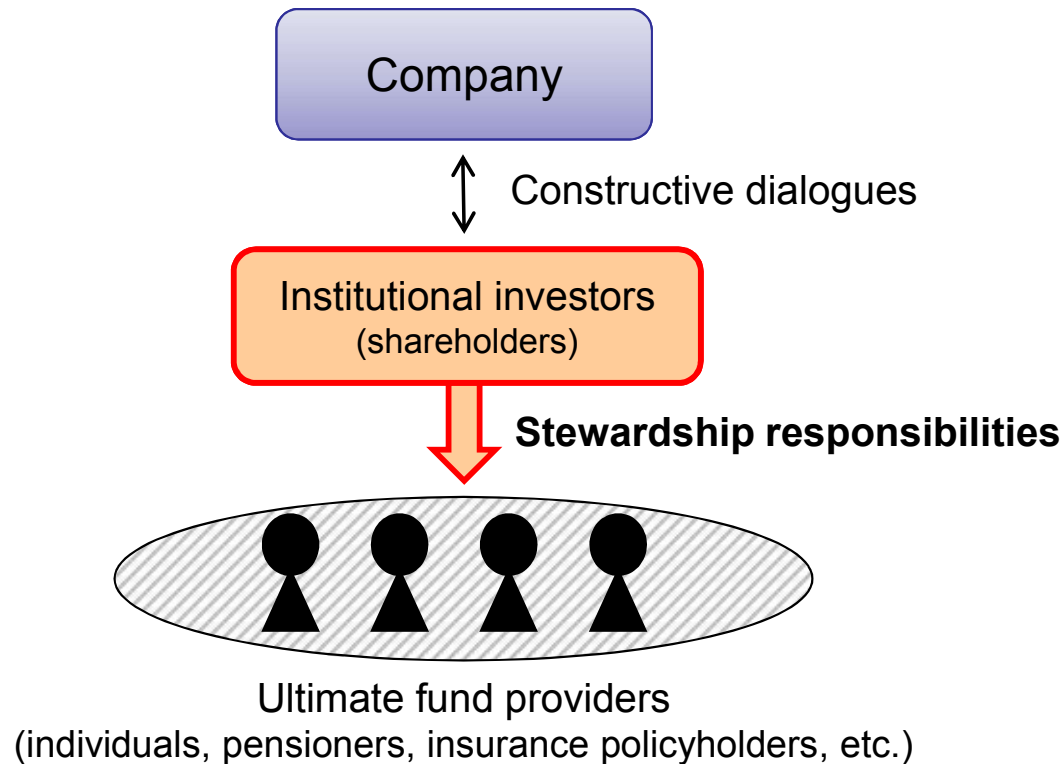 Company
Constructive dialogues
Institutional investors
(shareholders)
Stewardship responsibilities
Ultimate fund providers
(individuals, pensioners, insurance policyholders, etc.)